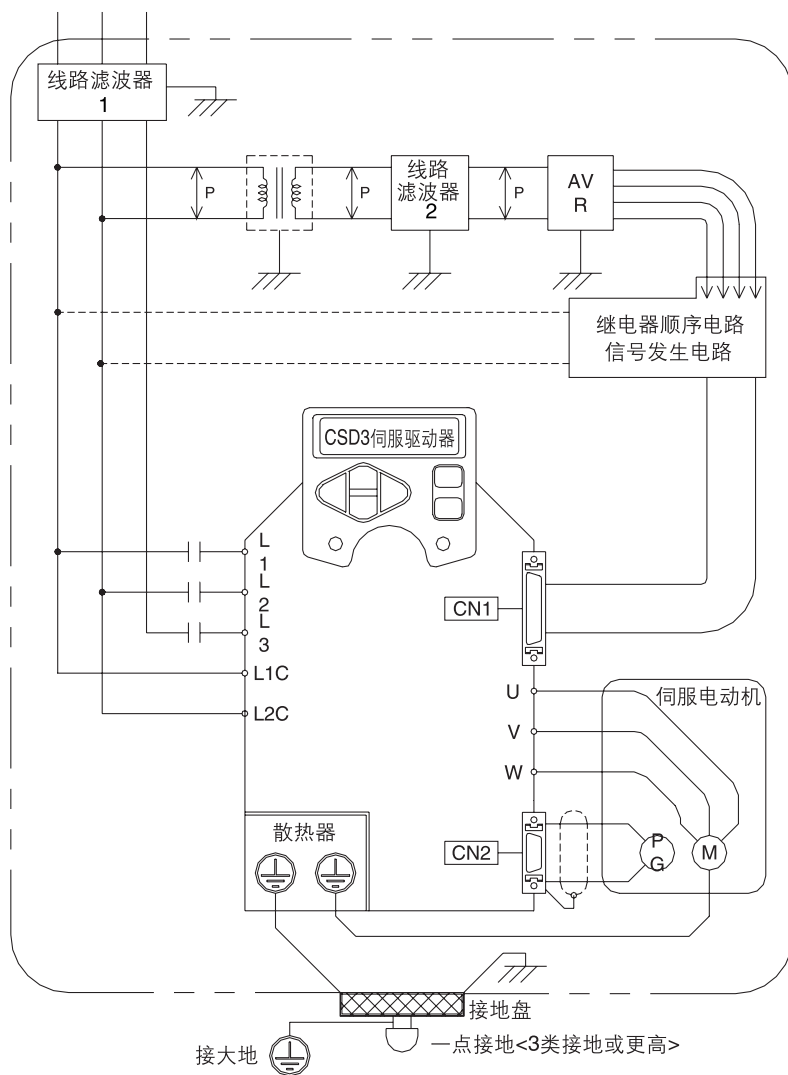 线路滤波器
1
P
P
线路
滤波器
2
P
AV
R
继电器顺序电路
信号发生电路
CSD3伺服驱动器
L
1
L
2
L
3
L1C
L2C
CN1
U
V
W
伺服电动机
散热器
CN2
P
G
M
接地盘
接大地
一点接地<3类接地或更高>